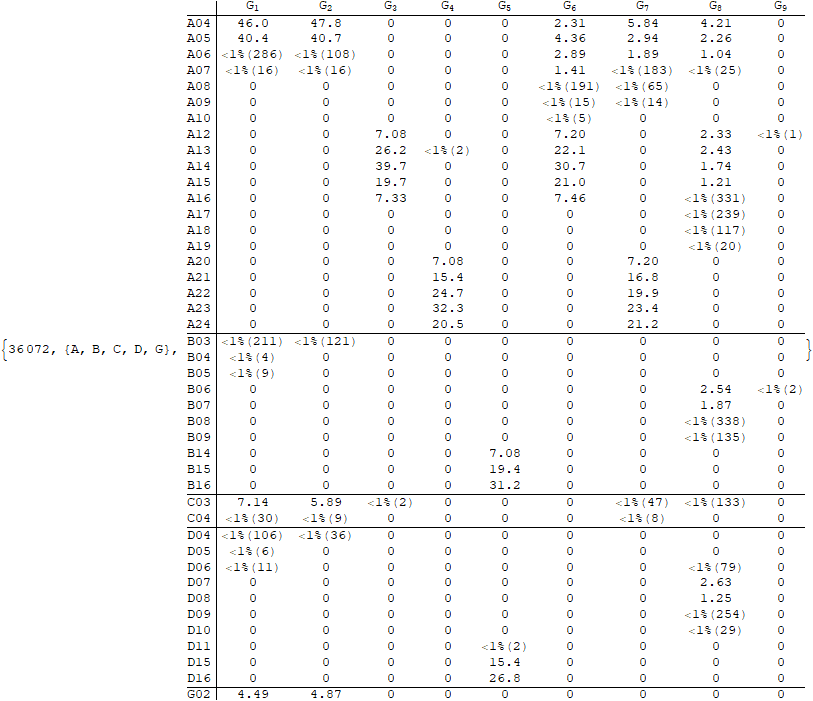 G1 G2 G3 G4 G5 G6 G7 G8 G9
A04 46.0 47.8 0 0 0 2.31 5.84 4.21 0
A05 40.4 40.7 0 0 0 4.36 2.94 2.26 0
A06 <1%(286) <1%(108) 0 0 0 2.89 1.89 1.04 0
A07 <1%(16) <1%(16) 0 0 0 1.41 <1%(183) <1%(25) 0
A08 0 0 0 0 0 <1%(191) <1%(65) 0 0
A09 0 0 0 0 0 <1%(15) <1%(14) 0 0
A10 0 0 0 0 0 <1%(5) 0 0 0
A12 0 0 7.08 0 0 7.20 0 2.33 <1%(1)
A13 0 0 26.2 <1%(2) 0 22.1 0 2.43 0
A14 0 0 39.7 0 0 30.7 0 1.74 0
A15 0 0 19.7 0 0 21.0 0 1.21 0
A16 0 0 7.33 0 0 7.46 0 <1%(331) 0
A17 0 0 0 0 0 0 0 <1%(239) 0
A18 0 0 0 0 0 0 0 <1%(117) 0
A19 0 0 0 0 0 0 0 <1%(20) 0
A20 0 0 0 7.08 0 0 7.20 0 0
A21 0 0 0 15.4 0 0 16.8 0 0
A22 0 0 0 24.7 0 0 19.9 0 0
A23 0 0 0 32.3 0 0 23.4 0 0
A24 0 0 0 20.5 0 0 21.2 0 0
B03 <1%(211) <1%(121) 0 0 0 0 0 0 0
{36072, {A, B, C, D, G}, B04 <1%(4) 0 0 0 0 0 0 0 0 }
B05 <1%(9) 0 0 0 0 0 0 0 0
B06 0 0 0 0 0 0 0 2.54 <1%(2)
B07 0 0 0 0 0 0 0 1.87 0
B08 0 0 0 0 0 0 0 <1%(338) 0
B09 0 0 0 0 0 0 0 <1%(135) 0
B14 0 0 0 0 7.08 0 0 0 0
B15 0 0 0 0 19.4 0 0 0 0
B16 0 0 0 0 31.2 0 0 0 0
C03 7.14 5.89 <1%(2) 0 0 0 <1%(47) <1%(133) 0
C04 <1%(30) <1%(9) 0 0 0 0 <1%(8) 0 0
D04 <1%(106) <1%(36) 0 0 0 0 0 0 0
D05 <1%(6) 0 0 0 0 0 0 0 0
D06 <1%(11) 0 0 0 0 0 0 <1%(79) 0
D07 0 0 0 0 0 0 0 2.63 0
D08 0 0 0 0 0 0 0 1.25 0
D09 0 0 0 0 0 0 0 <1%(254) 0
D10 0 0 0 0 0 0 0 <1%(29) 0
D11 0 0 0 0 <1%(2) 0 0 0 0
D15 0 0 0 0 15.4 0 0 0 0
D16 0 0 0 0 26.8 0 0 0 0
G02 4.49 4.87 0 0 0 0 0 0 0